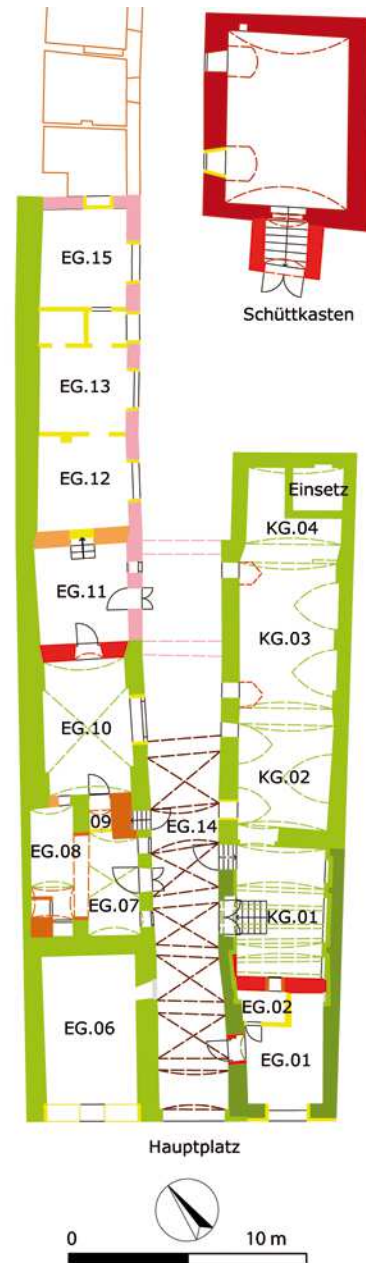 Schüttkasten
EG.15
EG.13
EG.12
EG.11
EG.10
09
EG.08
EG.07
EG.06
EG.14
Einsetz
KG.04
KG.03
KG.02
KG.01
EG.02
EG.01
Hauptplatz
0 10 m